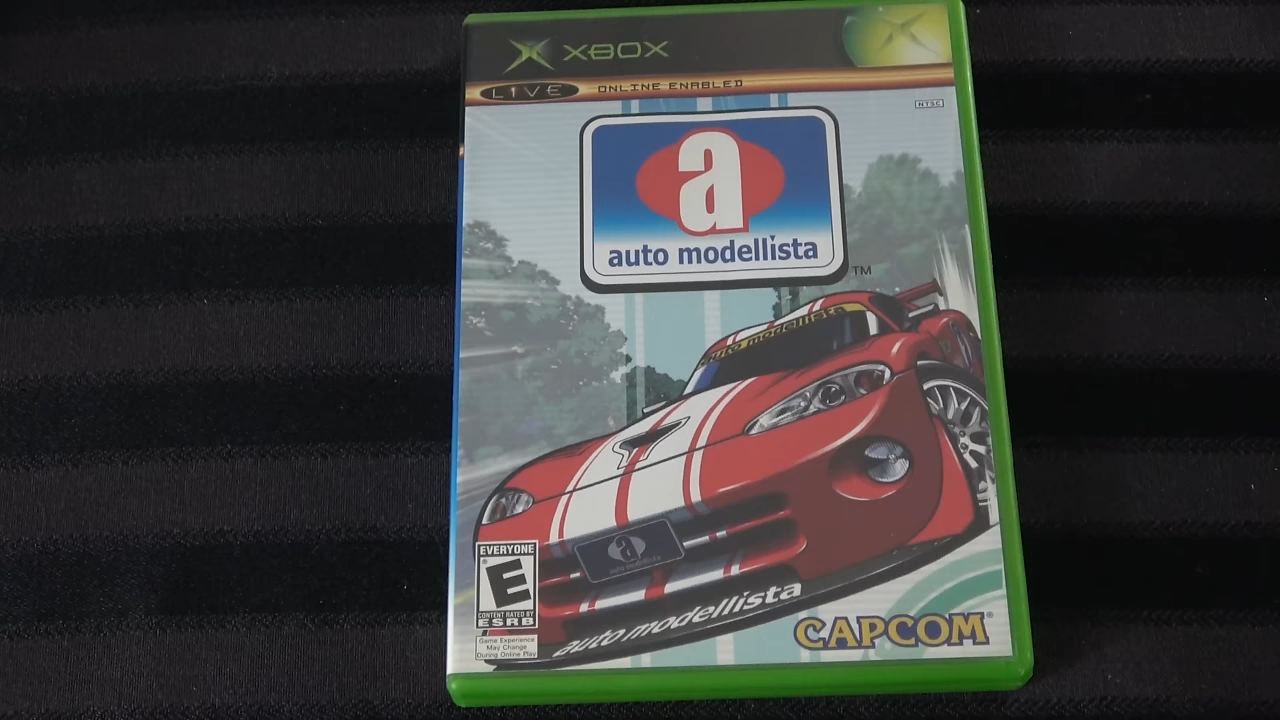 XBOX
LIVE ONLINE ENABLED
NTSC
a
auto modellista
TM
auto modellista
a
auto modellista
auto modellista
EVERYONE
E
CONTENT RATED BY
ESRB
Game Experience
May Change
During Online Play
CAPCOM®